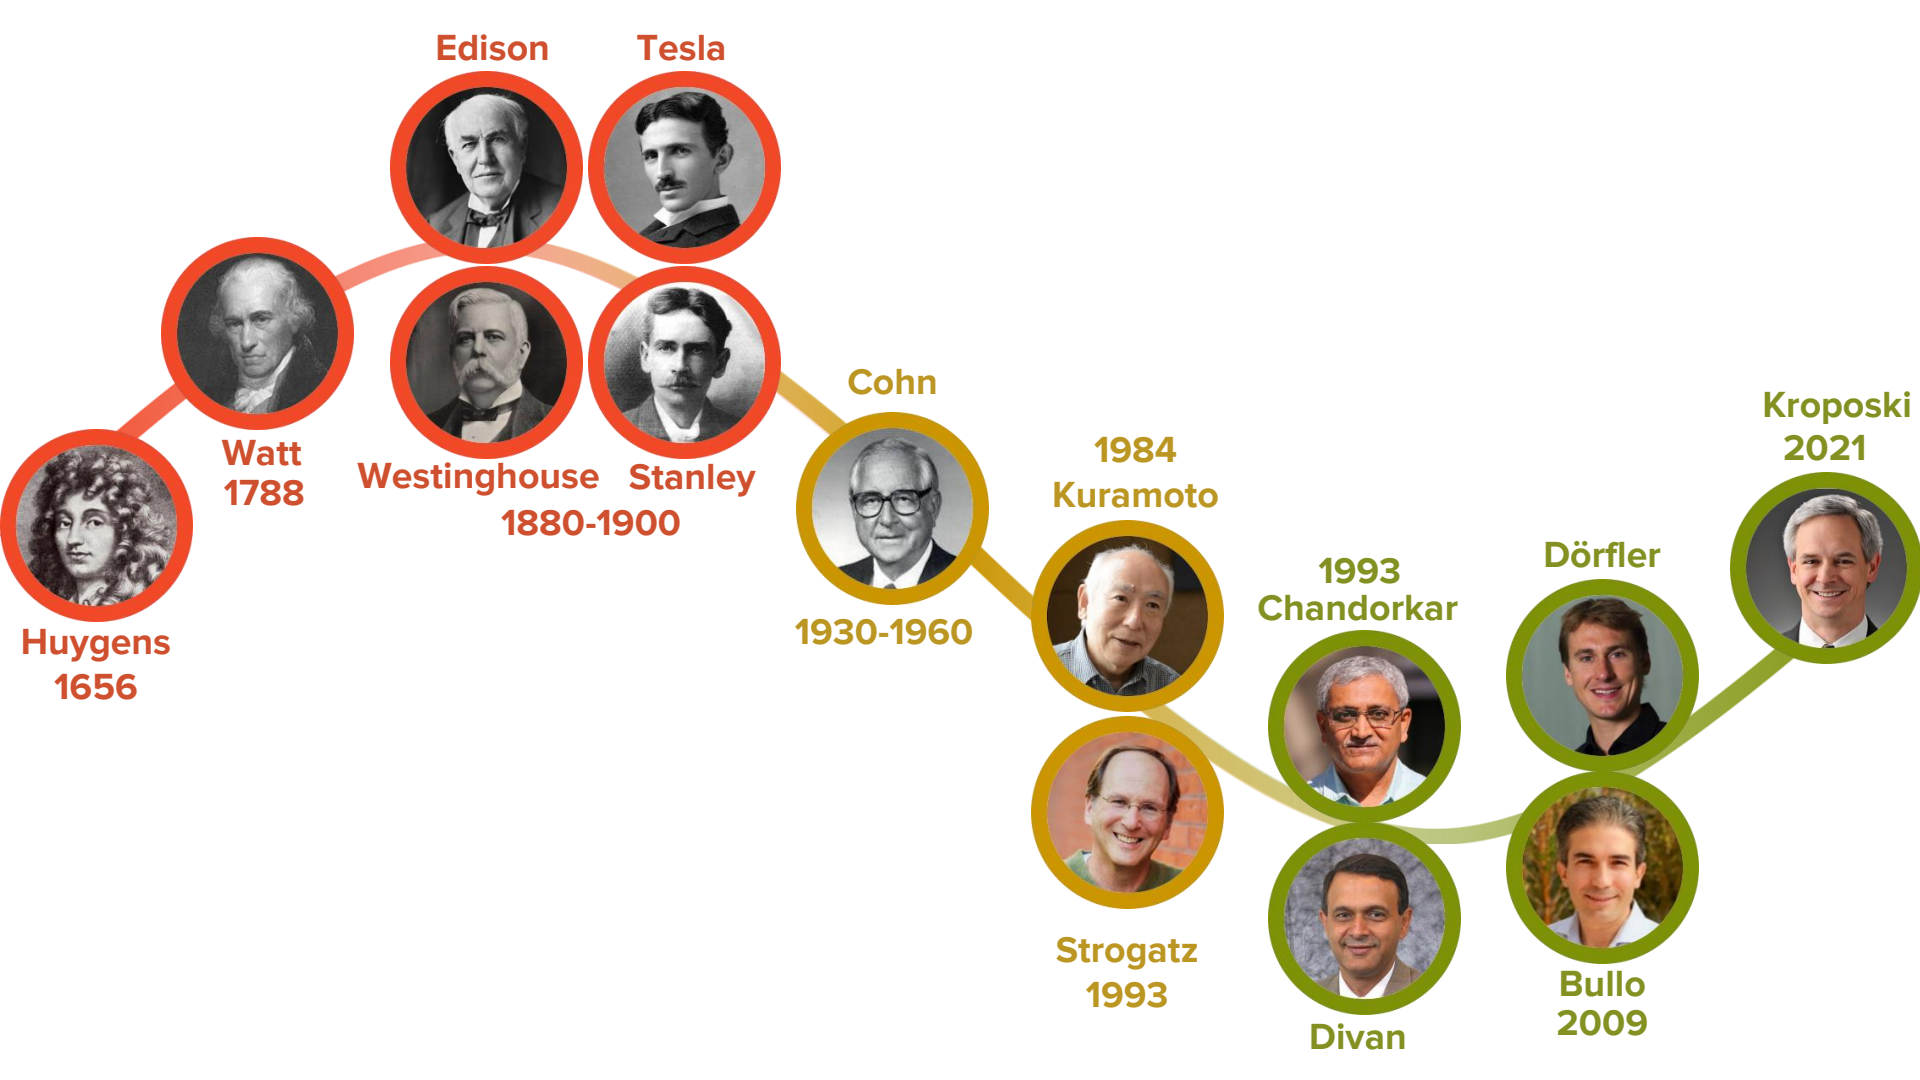 Edison
Tesla
Watt
1788
Westinghouse
Stanley
1880-1900
Huygens
1656
Cohn
1930-1960
1984
Kuramoto
Strogatz
1993
1993
Chandorkar
Divan
Dörfler
Bullo
2009
Kroposki
2021